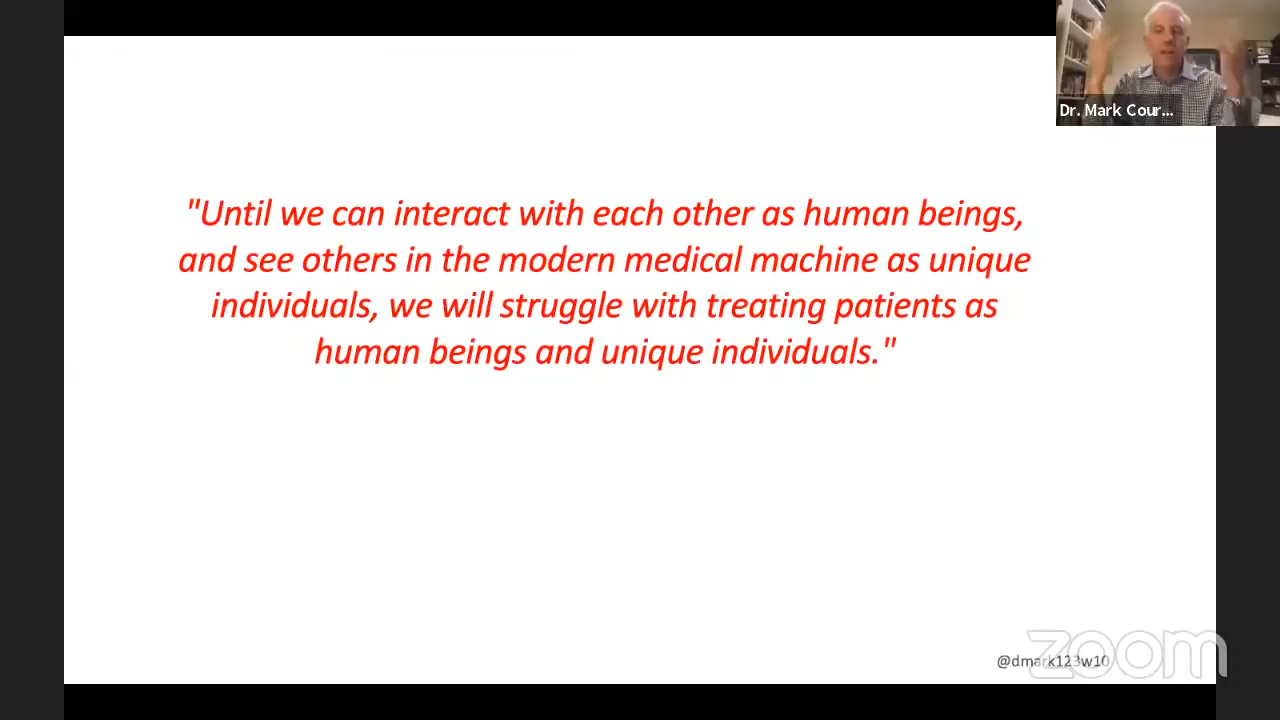 Dr. Mark Cour...
"Until we can interact with each other as human beings,
and see others in the modern medical machine as unique
individuals, we will struggle with treating patients as
human beings and unique individuals."
@dmark123w10
zoom